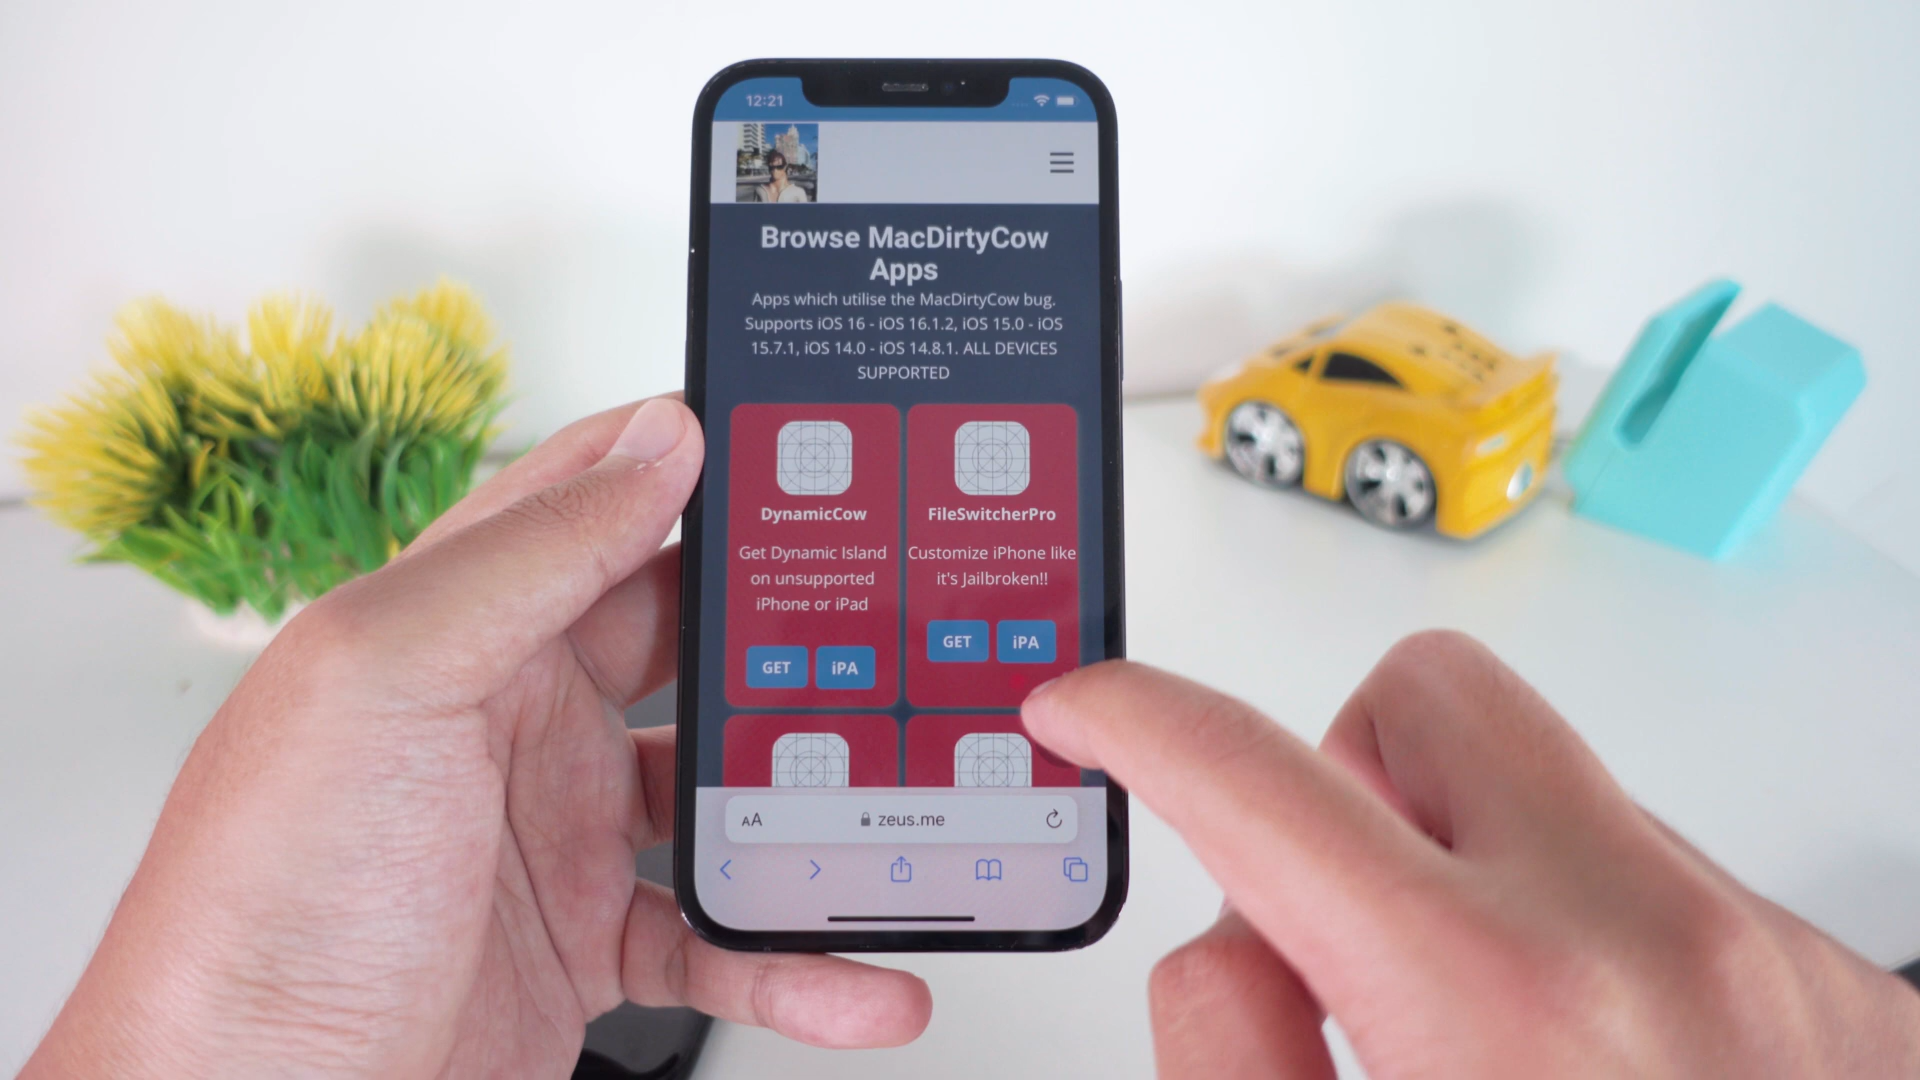 12:21
Browse MacDirtyCow
Apps
Apps which utilise the MacDirtyCow bug.
Supports iOS 16 - iOS 16.1.2, iOS 15.0 - iOS
15.7.1, iOS 14.0 - iOS 14.8.1. ALL DEVICES
SUPPORTED
DynamicCow
Get Dynamic Island
on unsupported
iPhone or iPad
GET iPA
FileSwitcherPro
Customize iPhone like
it's Jailbroken!!
GET iPA
AA zeus.me